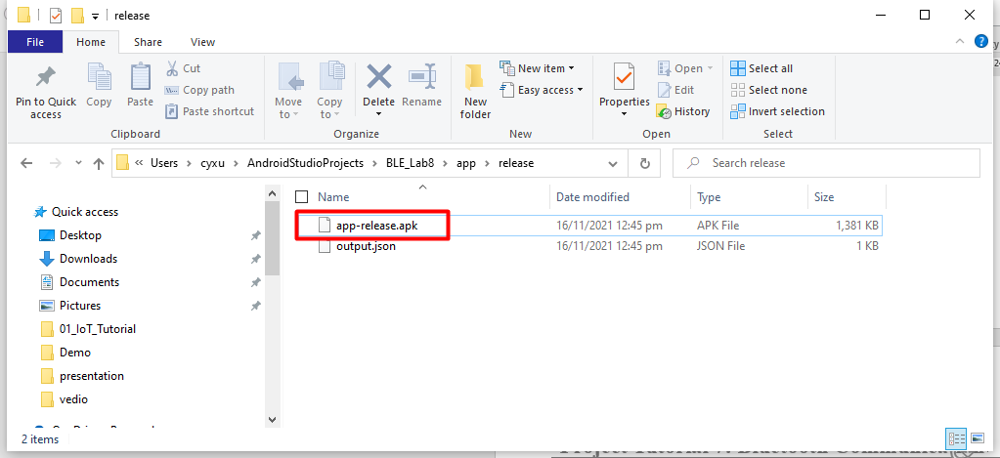 release
File Home Share View
Pin to Quick access
Copy
Paste
Cut
Copy path
Paste shortcut
Clipboard
Move to
Copy to
Delete
Rename
Organize
New folder
New item
Easy access
New
Properties
Open
Edit
History
Open
Select all
Select none
Invert selection
Select
« Users > cyxu > AndroidStudioProjects > BLE_Lab8 > app > release
Search release
Name Date modified Type Size
app-release.apk 16/11/2021 12:45 pm APK File 1,381 KB
output.json 16/11/2021 12:45 pm JSON File 1 KB
Quick access
Desktop
Downloads
Documents
Pictures
01_IoT_Tutorial
Demo
presentation
vedio
2 items